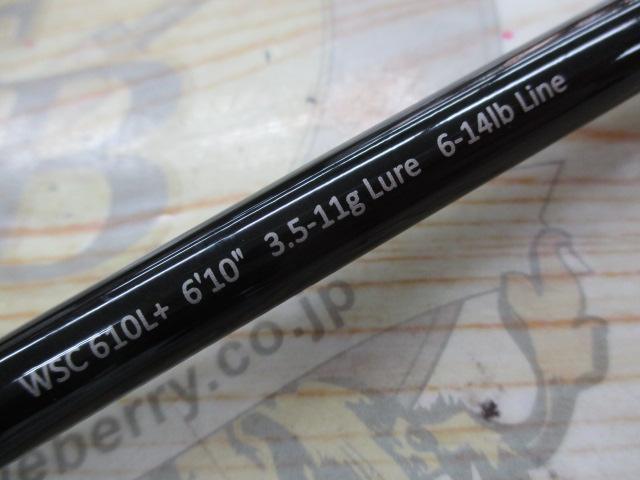 WSC 610L+ 6'10" 3.5-11g Lure 6-14lb Line
eberry.co.jp
B